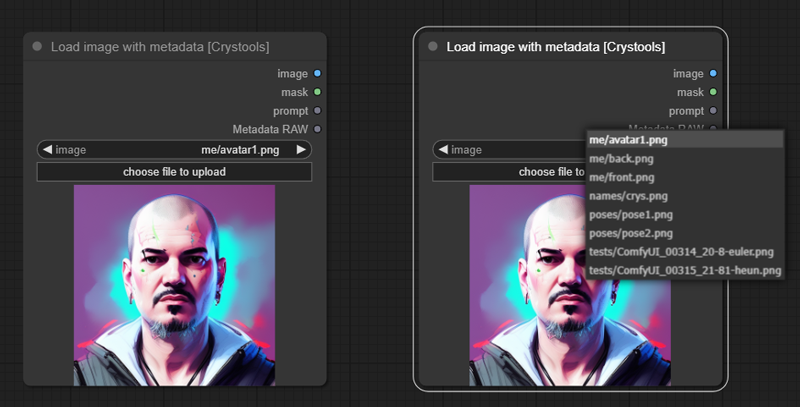 Load image with metadata [Crystools]
image
mask
prompt
Metadata RAW
image me/avatar1.png
choose file to upload
Load image with metadata [Crystools]
image
mask
prompt
Metadata RAW
image
choose file to
me/avatar1.png
me/back.png
me/front.png
names/crys.png
poses/pose1.png
poses/pose2.png
tests/ComfyUI_00314_20-8-euler.png
tests/ComfyUI_00315_21-81-heun.png